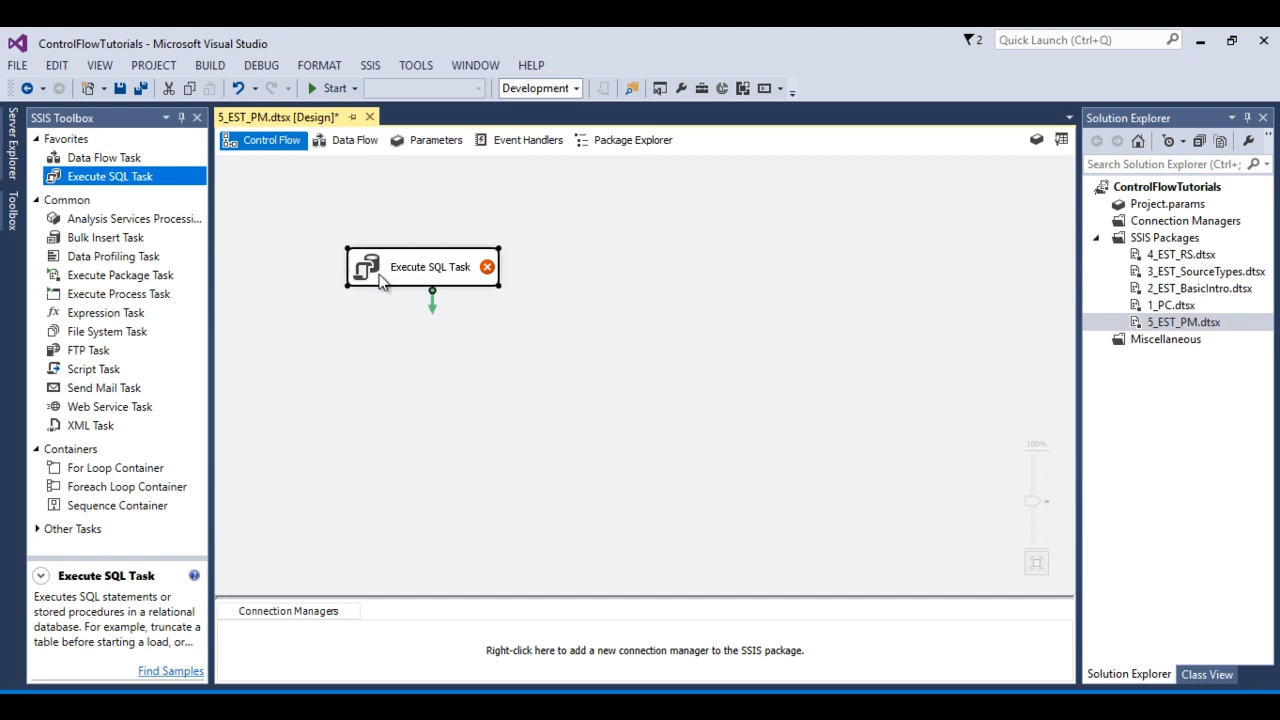 ControlFlowTutorials - Microsoft Visual Studio
2
Quick Launch (Ctrl+Q)
FILE EDIT VIEW PROJECT BUILD DEBUG FORMAT SSIS TOOLS WINDOW HELP
Start Development
Server Explorer
Toolbox
SSIS Toolbox
Favorites
Data Flow Task
Execute SQL Task
Common
Analysis Services Processi...
Bulk Insert Task
Data Profiling Task
Execute Package Task
Execute Process Task
Expression Task
File System Task
FTP Task
Script Task
Send Mail Task
Web Service Task
XML Task
Containers
For Loop Container
Foreach Loop Container
Sequence Container
Other Tasks
Execute SQL Task
Executes SQL statements or
stored procedures in a relational
database. For example, truncate a
table before starting a load, or...
Find Samples
5_EST_PM.dtsx [Design]*
Control Flow Data Flow Parameters Event Handlers Package Explorer
Execute SQL Task
100%
Connection Managers
Right-click here to add a new connection manager to the SSIS package.
Solution Explorer
Search Solution Explorer (Ctrl+;
ControlFlowTutorials
Project.params
Connection Managers
SSIS Packages
4_EST_RS.dtsx
3_EST_SourceTypes.dtsx
2_EST_BasicIntro.dtsx
1_PC.dtsx
5_EST_PM.dtsx
Miscellaneous
Solution Explorer Class View